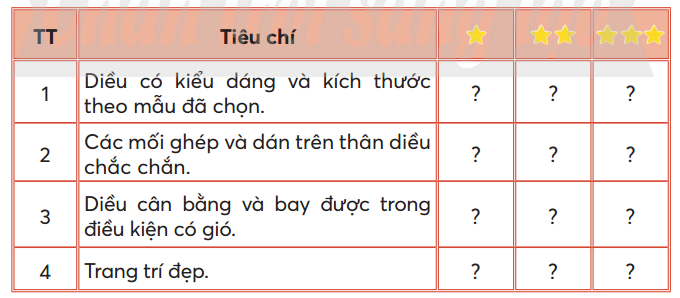 TT Tiêu chí
1 Diều có kiểu dáng và kích thước ? ? ?
theo mẫu đã chọn.
2 Các mối ghép và dán trên thân diều ? ? ?
chắc chắn.
3 Diều cân bằng và bay được trong ? ? ?
điều kiện có gió.
4 Trang trí đẹp. ? ? ?